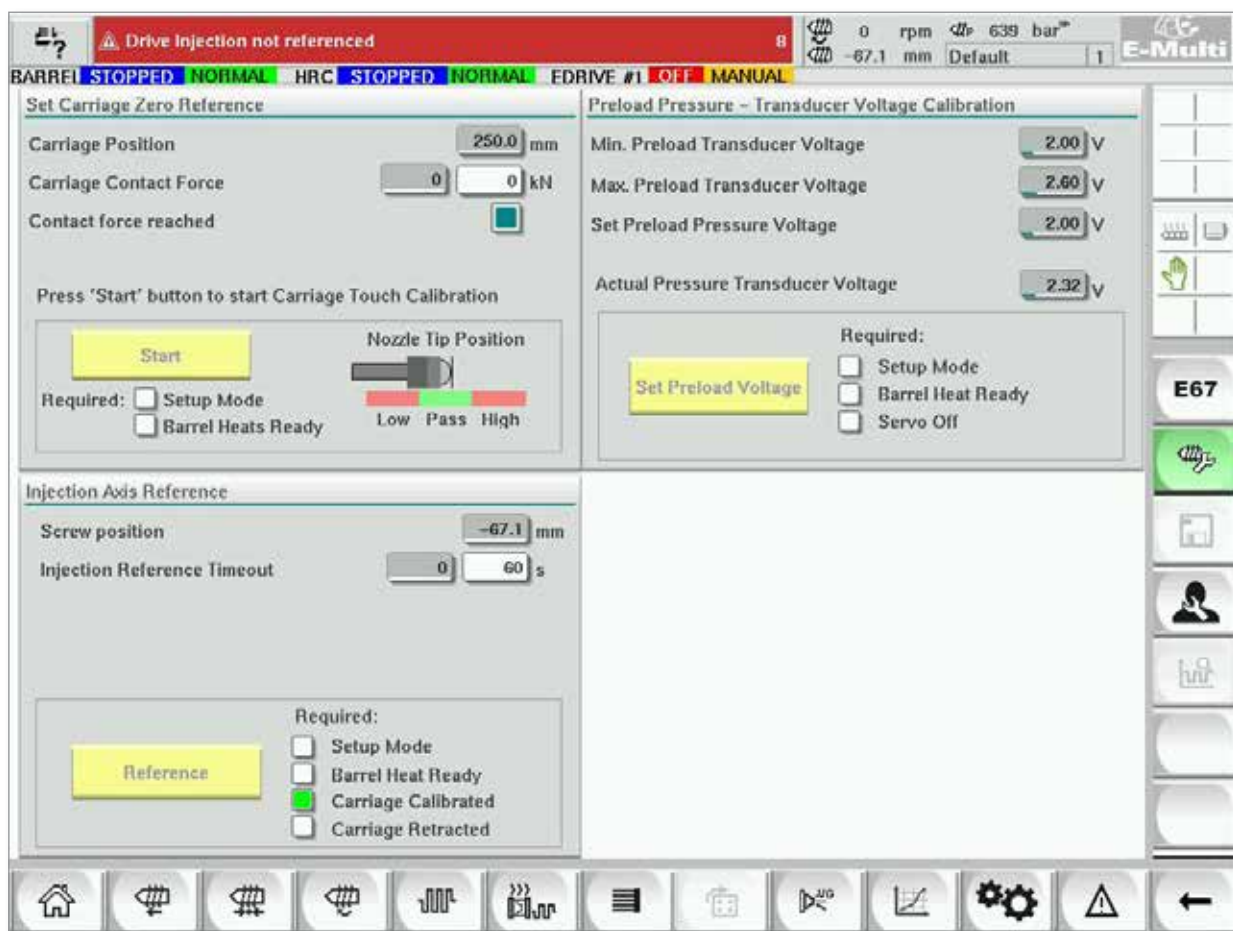 Drive Injection not referenced 8
0 rpm 639 bar
-67.1 mm Default 1
E-Multi
BARREL STOPPED NORMAL HRC STOPPED NORMAL EDRIVE #1 OFF MANUAL
Set Carriage Zero Reference
Carriage Position 250.0 mm
Carriage Contact Force 0 0 kN
Contact force reached
Press 'Start' button to start Carriage Touch Calibration
Start
Nozzle Tip Position
Required: Setup Mode
Barrel Heats Ready
Low Pass High
Preload Pressure - Transducer Voltage Calibration
Min. Preload Transducer Voltage 2.00 V
Max. Preload Transducer Voltage 2.60 V
Set Preload Pressure Voltage 2.00 V
Actual Pressure Transducer Voltage 2.32 V
Set Preload Voltage
Required:
Setup Mode
Barrel Heat Ready
Servo Off
Injection Axis Reference
Screw position -67.1 mm
Injection Reference Timeout 0 60 s
Reference
Required:
Setup Mode
Barrel Heat Ready
Carriage Calibrated
Carriage Retracted
E67